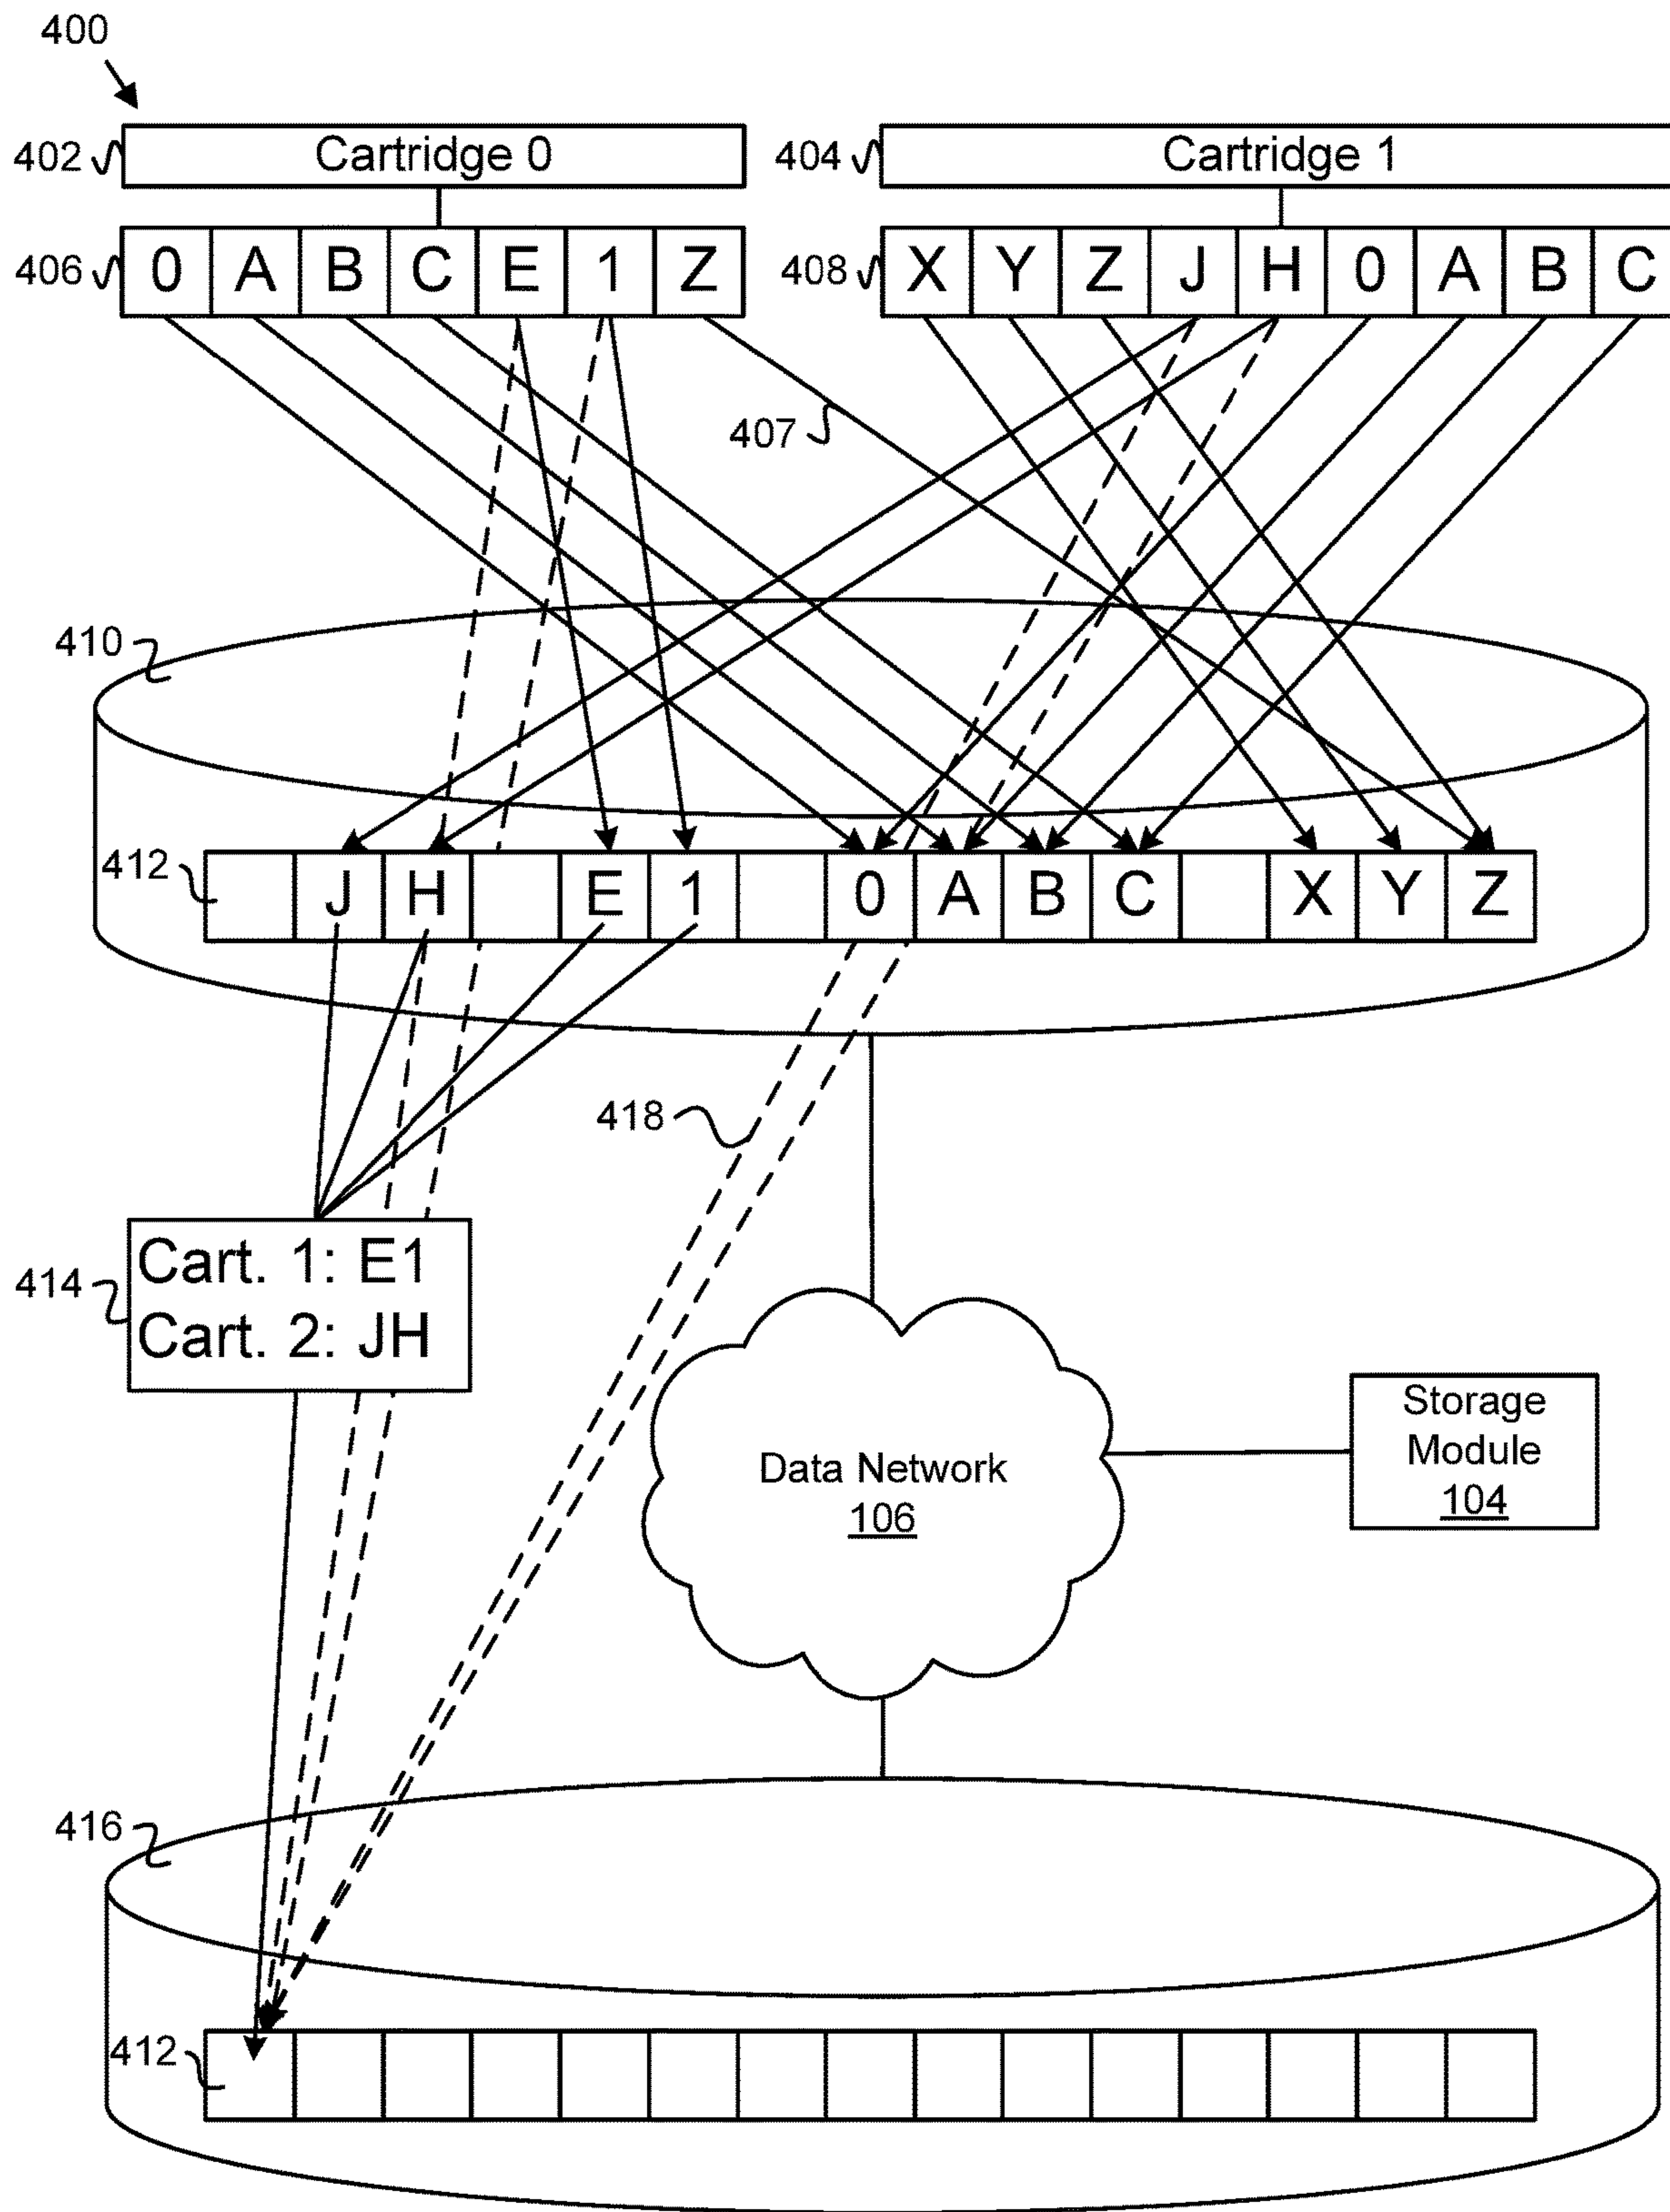 400
402 Cartridge 0 404 Cartridge 1
406 0 A B C E 1 Z 408 X Y Z J H 0 A B C
407
410
412 J H E 1 0 A B C X Y Z
418
414 Cart. 1: E1
Cart. 2: JH
Storage
Module
104
Data Network
106
416
412